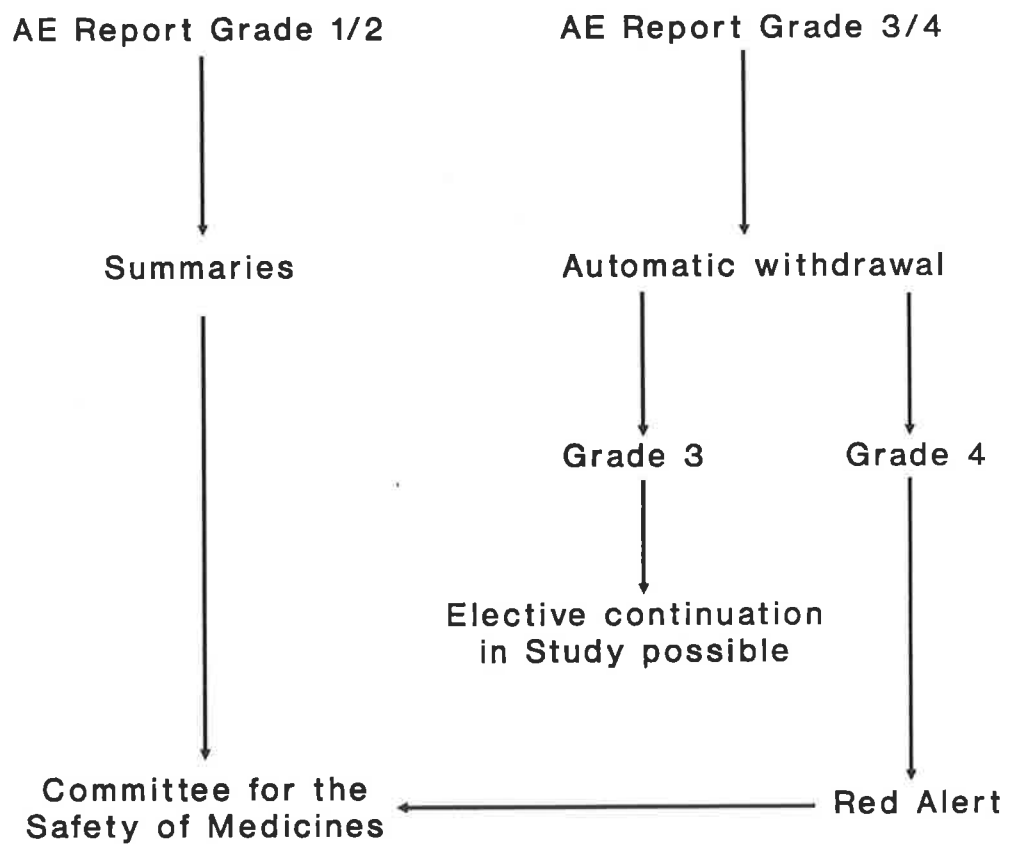 AE Report Grade 1/2
AE Report Grade 3/4
Summaries
Automatic withdrawal
Grade 3
Grade 4
Elective continuation
in Study possible
Committee for the
Safety of Medicines
Red Alert